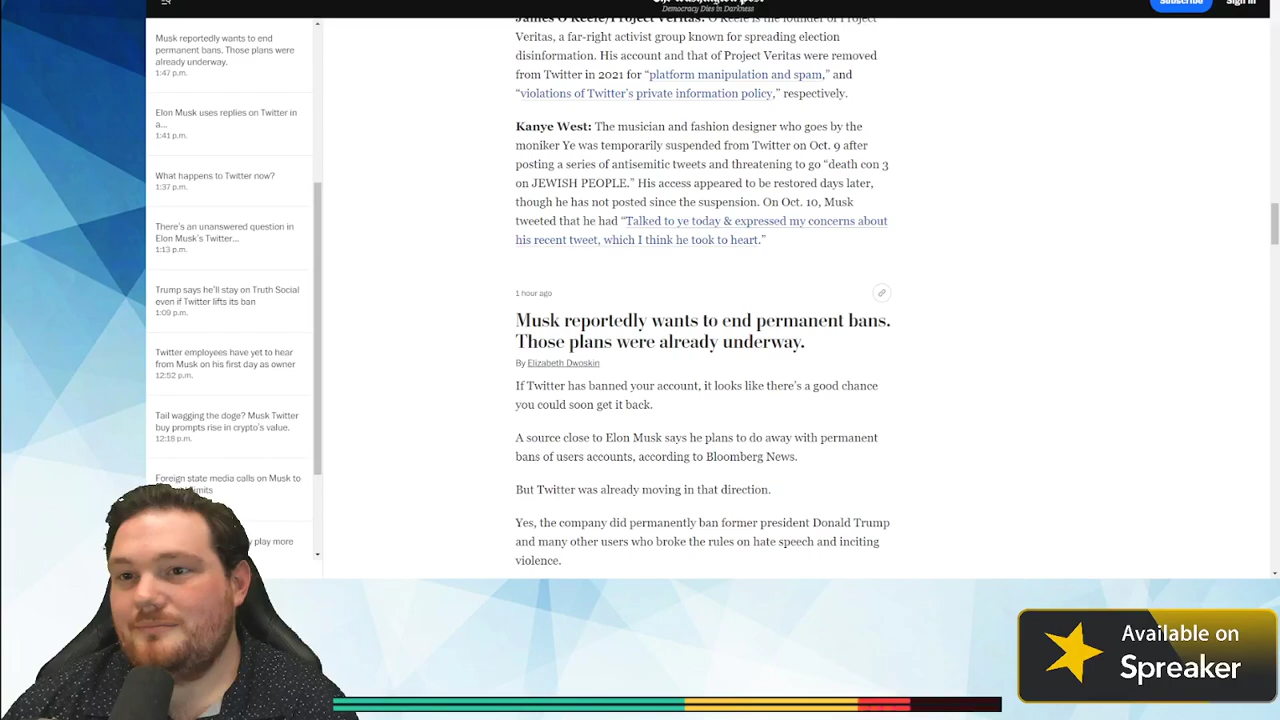 Democracy Dies in Darkness
Subscribe
Sign in
Musk reportedly wants to end
permanent bans. Those plans were
already underway.
1:47 p.m.
Elon Musk uses replies on Twitter in
a...
1:41 p.m.
What happens to Twitter now?
1:37 p.m.
There's an unanswered question in
Elon Musk's Twitter...
1:13 p.m.
Trump says he'll stay on Truth Social
even if Twitter lifts its ban
1:09 p.m.
Twitter employees have yet to hear
from Musk on his first day as owner
12:52 p.m.
Tail wagging the doge? Musk Twitter
buy prompts rise in crypto's value.
12:18 p.m.
Foreign state media calls on Musk to
play more
James O'Keefe/Project Veritas: O'Keefe is the founder of Project
Veritas, a far-right activist group known for spreading election
disinformation. His account and that of Project Veritas were removed
from Twitter in 2021 for “platform manipulation and spam,” and
“violations of Twitter's private information policy,” respectively.
Kanye West: The musician and fashion designer who goes by the
moniker Ye was temporarily suspended from Twitter on Oct. 9 after
posting a series of antisemitic tweets and threatening to go “death con 3
on JEWISH PEOPLE.” His access appeared to be restored days later,
though he has not posted since the suspension. On Oct. 10, Musk
tweeted that he had “Talked to ye today & expressed my concerns about
his recent tweet, which I think he took to heart.”
1 hour ago
Musk reportedly wants to end permanent bans.
Those plans were already underway.
By Elizabeth Dwoskin
If Twitter has banned your account, it looks like there's a good chance
you could soon get it back.
A source close to Elon Musk says he plans to do away with permanent
bans of users accounts, according to Bloomberg News.
But Twitter was already moving in that direction.
Yes, the company did permanently ban former president Donald Trump
and many other users who broke the rules on hate speech and inciting
violence.
Available on
Spreaker